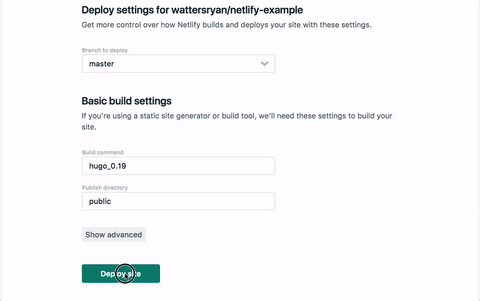 Deploy settings for wattersryan/netlify-example
Get more control over how Netlify builds and deploys your site with these settings.
Branch to deploy
master
Basic build settings
If you're using a static site generator or build tool, we'll need these settings to build your
site.
Build command
hugo_0.19
Publish directory
public
Show advanced
Deploy site